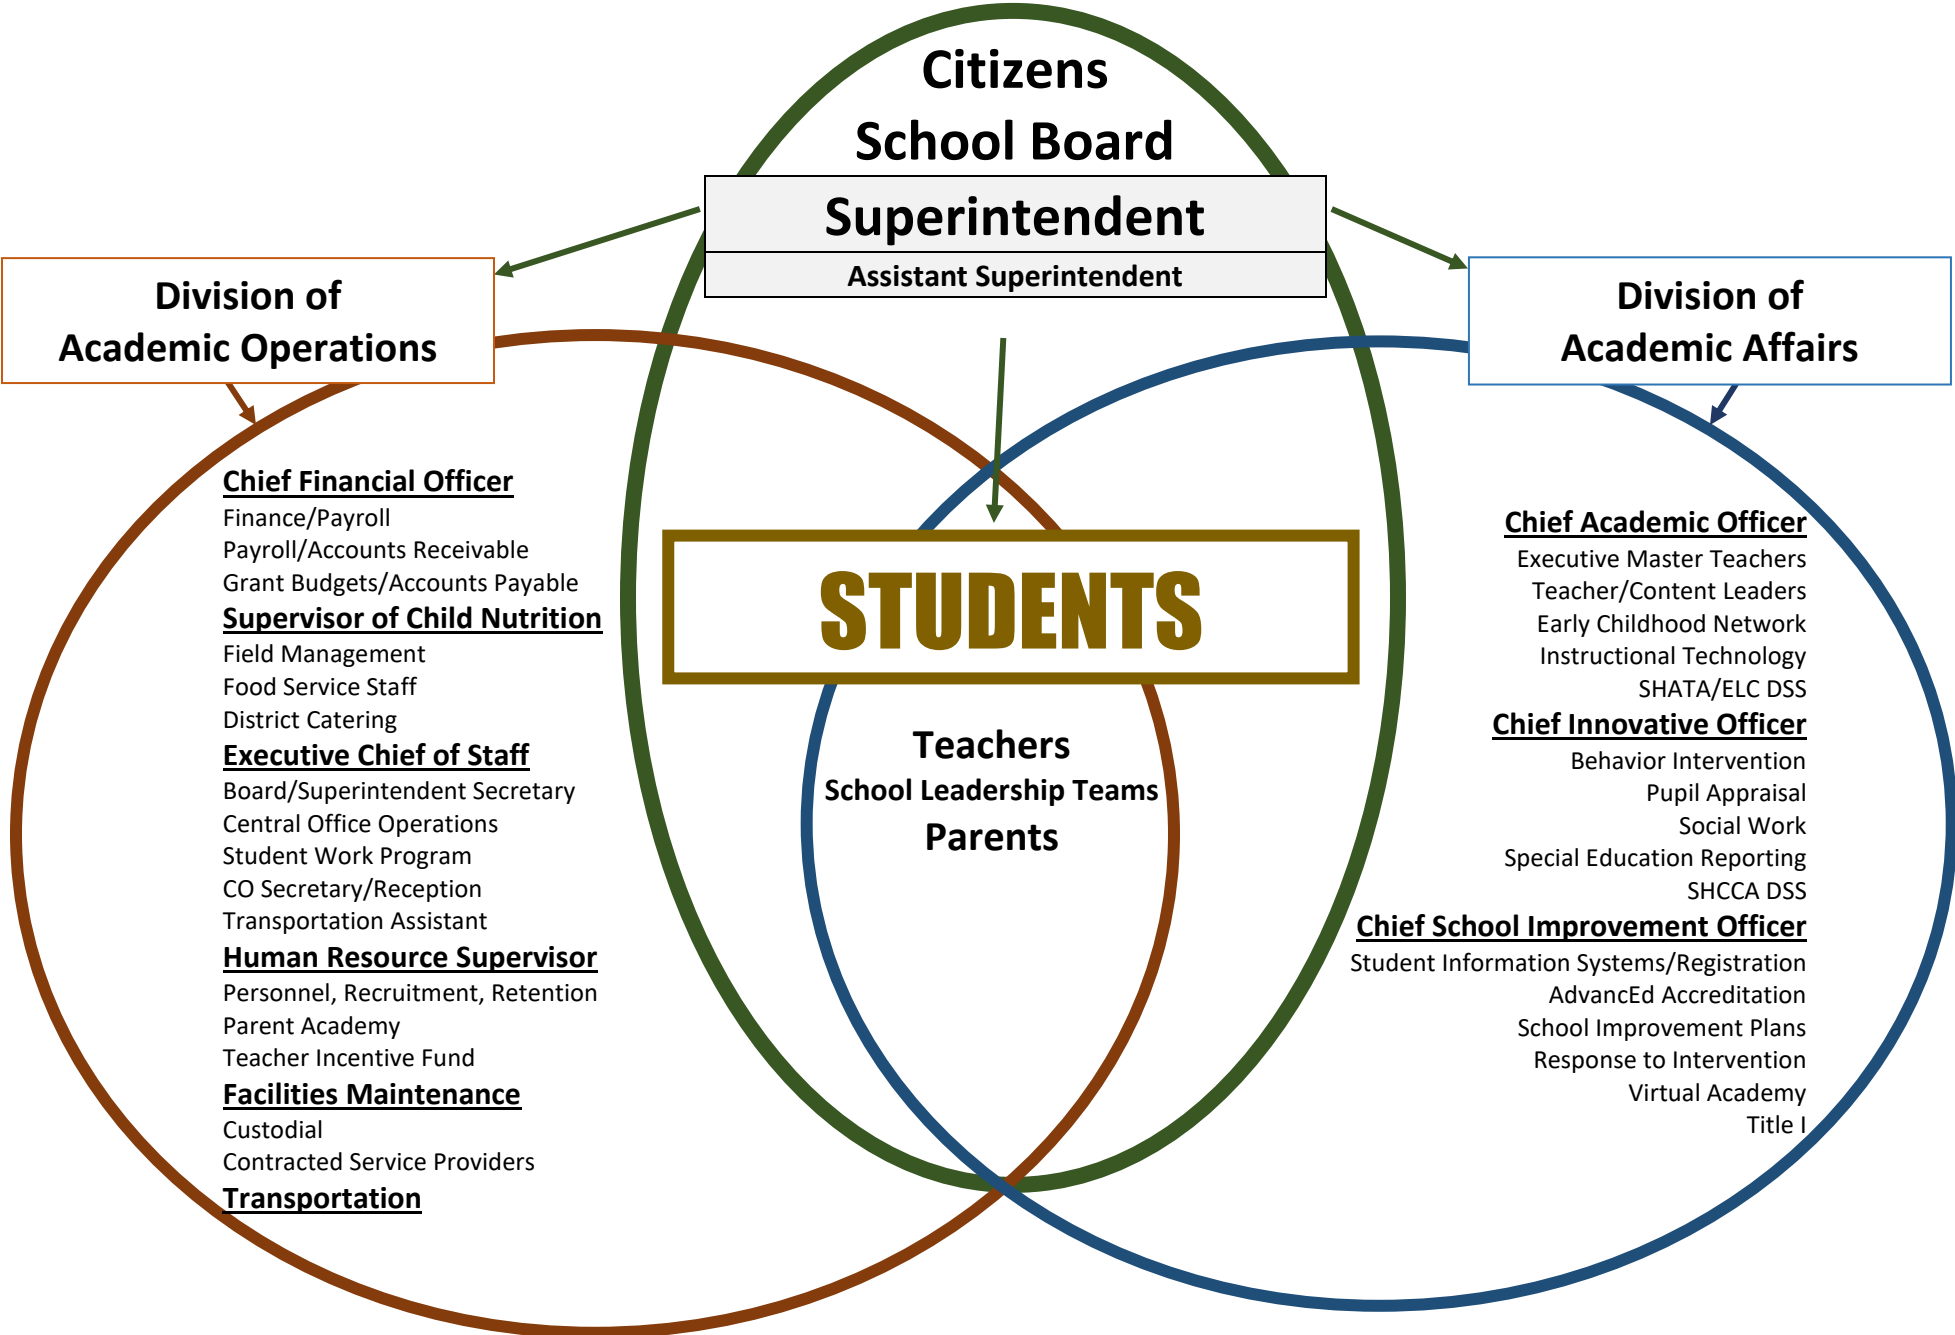 Citizens
School Board
Superintendent
Assistant Superintendent
Division of
Academic Operations
Division of
Academic Affairs
Chief Financial Officer
Finance/Payroll
Payroll/Accounts Receivable
Grant Budgets/Accounts Payable
Supervisor of Child Nutrition
Field Management
Food Service Staff
District Catering
Executive Chief of Staff
Board/Superintendent Secretary
Central Office Operations
Student Work Program
CO Secretary/Reception
Transportation Assistant
Human Resource Supervisor
Personnel, Recruitment, Retention
Parent Academy
Teacher Incentive Fund
Facilities Maintenance
Custodial
Contracted Service Providers
Transportation
STUDENTS
Teachers
School Leadership Teams
Parents
Chief Academic Officer
Executive Master Teachers
Teacher/Content Leaders
Early Childhood Network
Instructional Technology
SHATA/ELC DSS
Chief Innovative Officer
Behavior Intervention
Pupil Appraisal
Social Work
Special Education Reporting
SHCCA DSS
Chief School Improvement Officer
Student Information Systems/Registration
AdvancEd Accreditation
School Improvement Plans
Response to Intervention
Virtual Academy
Title I